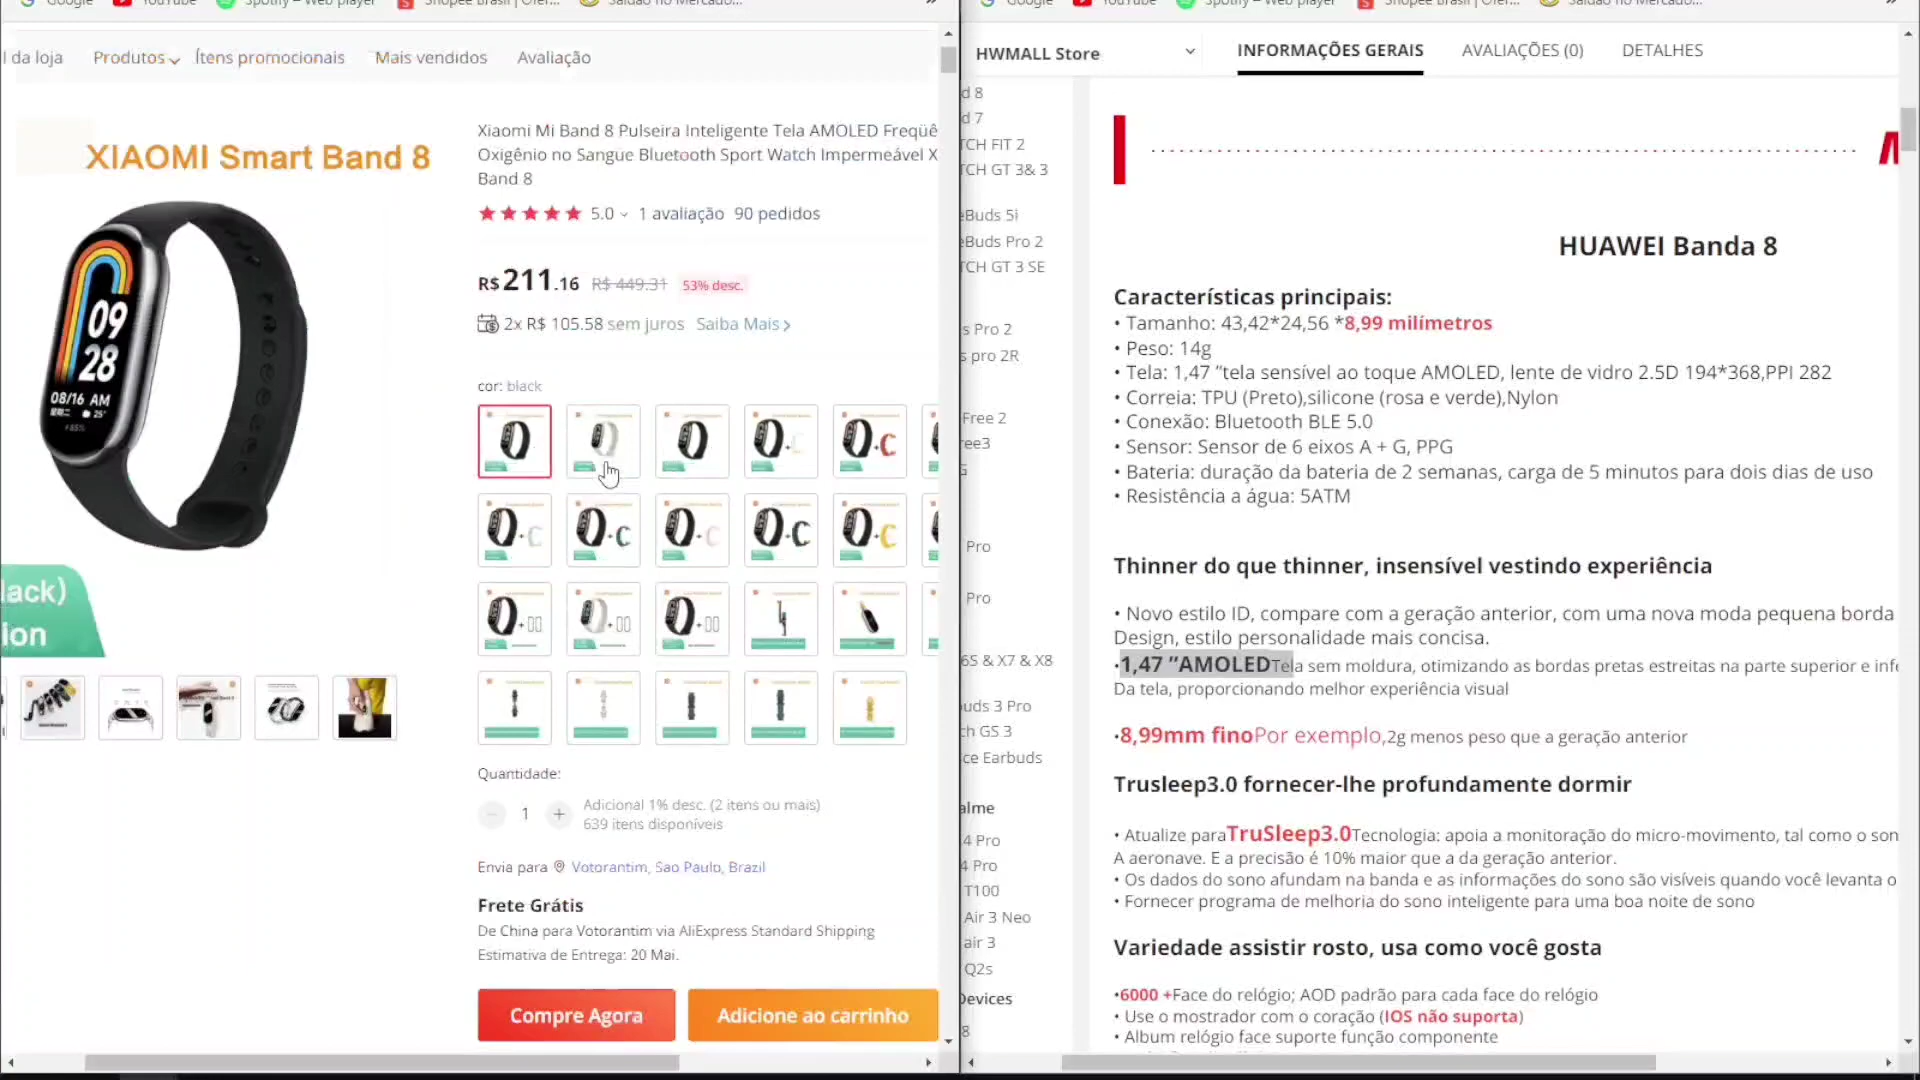 Google YouTube Spotify – Web player Shopee Brasil | Ofer... Saldão no Mercado...
l da loja Produtos Ítens promocionais Mais vendidos Avaliação
XIAOMI Smart Band 8
09
28
08/16 AM
25°
lack)
ion
Xiaomi Mi Band 8 Pulseira Inteligente Tela AMOLED Freqüê
Oxigênio no Sangue Bluetooth Sport Watch Impermeável X
Band 8
5.0 1 avaliação 90 pedidos
R$211.16 R$ 449.31 53% desc.
2x R$ 105.58 sem juros Saiba Mais
cor: black
Quantidade:
1
Adicional 1% desc. (2 itens ou mais)
639 itens disponíveis
Envia para Votorantim, Sao Paulo, Brazil
Frete Grátis
De China para Votorantim via AliExpress Standard Shipping
Estimativa de Entrega: 20 Mai.
Compre Agora Adicione ao carrinho
Google YouTube Spotify – Web player Shopee Brasil | Ofer... Saldão no Mercado...
HWMALL Store INFORMAÇÕES GERAIS AVALIAÇÕES (0) DETALHES
d 8
d 7
TCH FIT 2
TCH GT 3& 3
eBuds 5i
eBuds Pro 2
TCH GT 3 SE
s Pro 2
s pro 2R
Free 2
ree3
Pro
Pro
6S & X7 & X8
uds 3 Pro
ch GS 3
ce Earbuds
alme
4 Pro
4 Pro
T100
Air 3 Neo
air 3
Q2s
Devices
8
HUAWEI Banda 8
Características principais:
• Tamanho: 43,42*24,56 *8,99 milímetros
• Peso: 14g
• Tela: 1,47 ”tela sensível ao toque AMOLED, lente de vidro 2.5D 194*368,PPI 282
• Correia: TPU (Preto),silicone (rosa e verde),Nylon
• Conexão: Bluetooth BLE 5.0
• Sensor: Sensor de 6 eixos A + G, PPG
• Bateria: duração da bateria de 2 semanas, carga de 5 minutos para dois dias de uso
• Resistência a água: 5ATM
Thinner do que thinner, insensível vestindo experiência
• Novo estilo ID, compare com a geração anterior, com uma nova moda pequena borda
Design, estilo personalidade mais concisa.
•1,47 ”AMOLEDTela sem moldura, otimizando as bordas pretas estreitas na parte superior e infe
Da tela, proporcionando melhor experiência visual
•8,99mm finoPor exemplo,2g menos peso que a geração anterior
Trusleep3.0 fornecer-lhe profundamente dormir
• Atualize paraTruSleep3.0Tecnologia: apoia a monitoração do micro-movimento, tal como o son
A aeronave. E a precisão é 10% maior que a da geração anterior.
• Os dados do sono afundam na banda e as informações do sono são visíveis quando você levanta o
• Fornecer programa de melhoria do sono inteligente para uma boa noite de sono
Variedade assistir rosto, usa como você gosta
•6000 +Face do relógio; AOD padrão para cada face do relógio
• Use o mostrador com o coração (IOS não suporta)
• Album relógio face suporte função componente